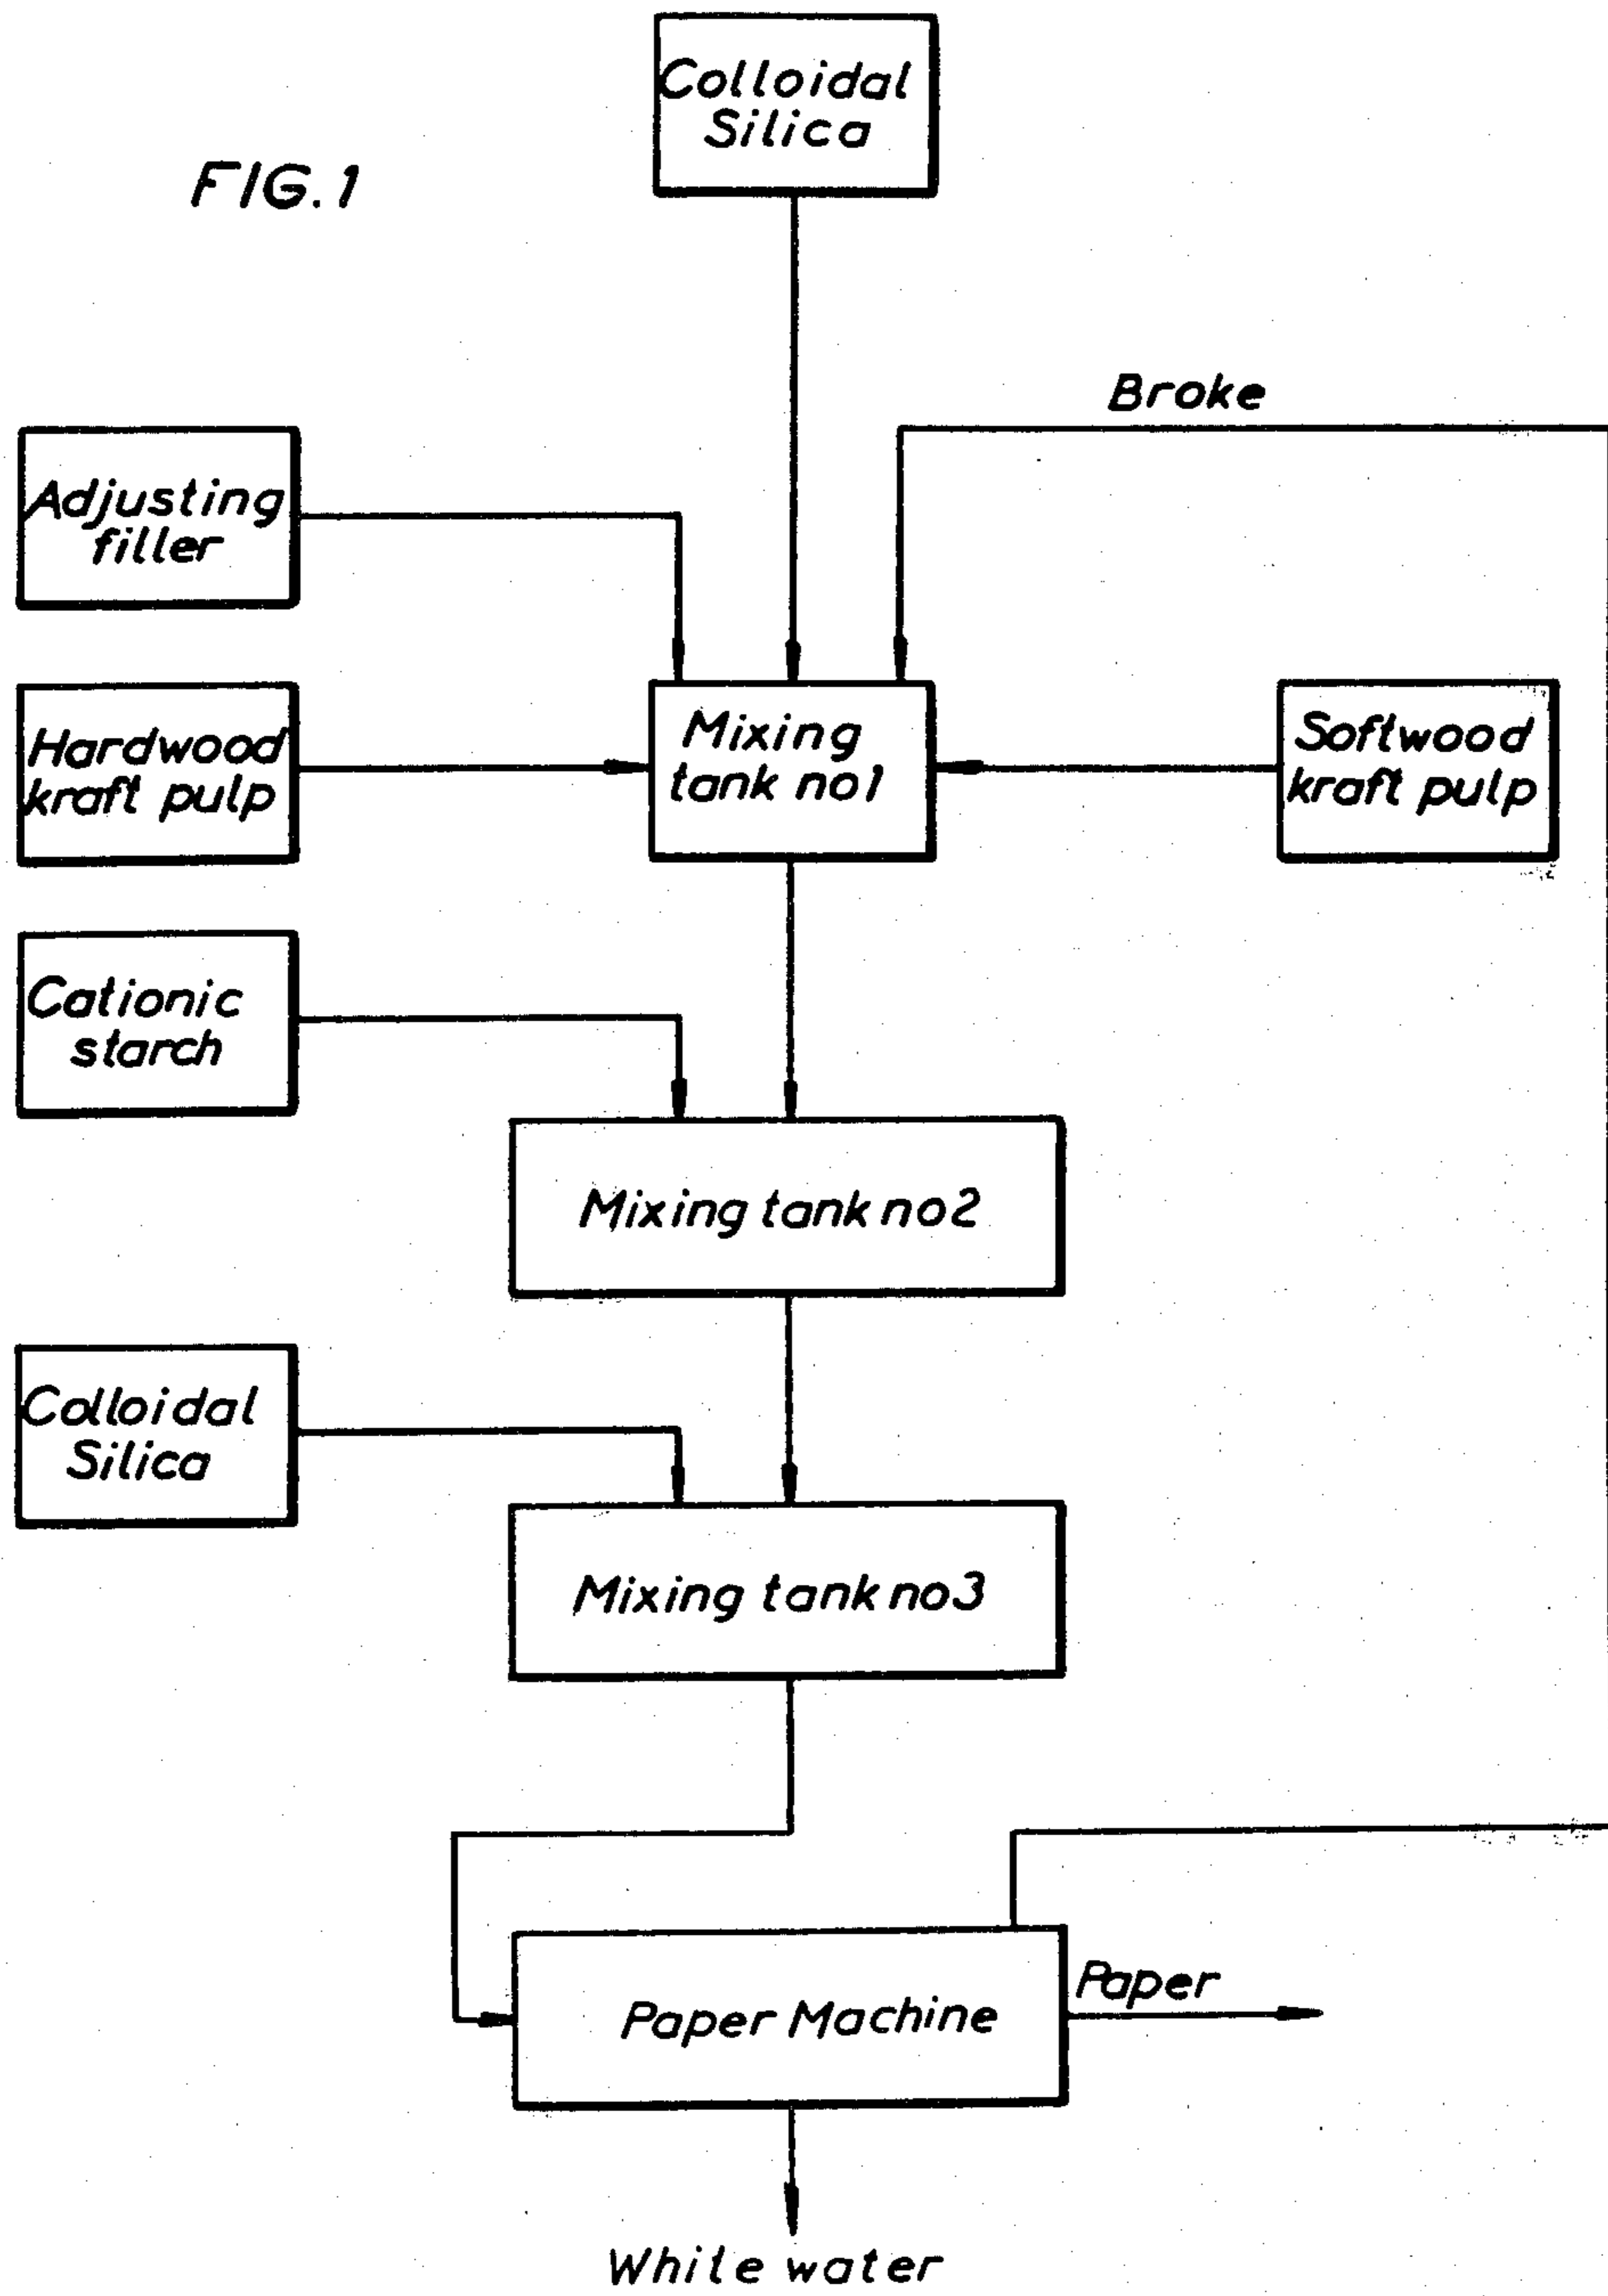 Colloidal
Silica
FIG.1
Broke
Adjusting
filler
Hardwood
kraft pulp
Mixing
tank no1
Softwood
kraft pulp
Cationic
starch
Mixing tank no2
Colloidal
Silica
Mixing tank no3
Paper Machine
Paper
White water